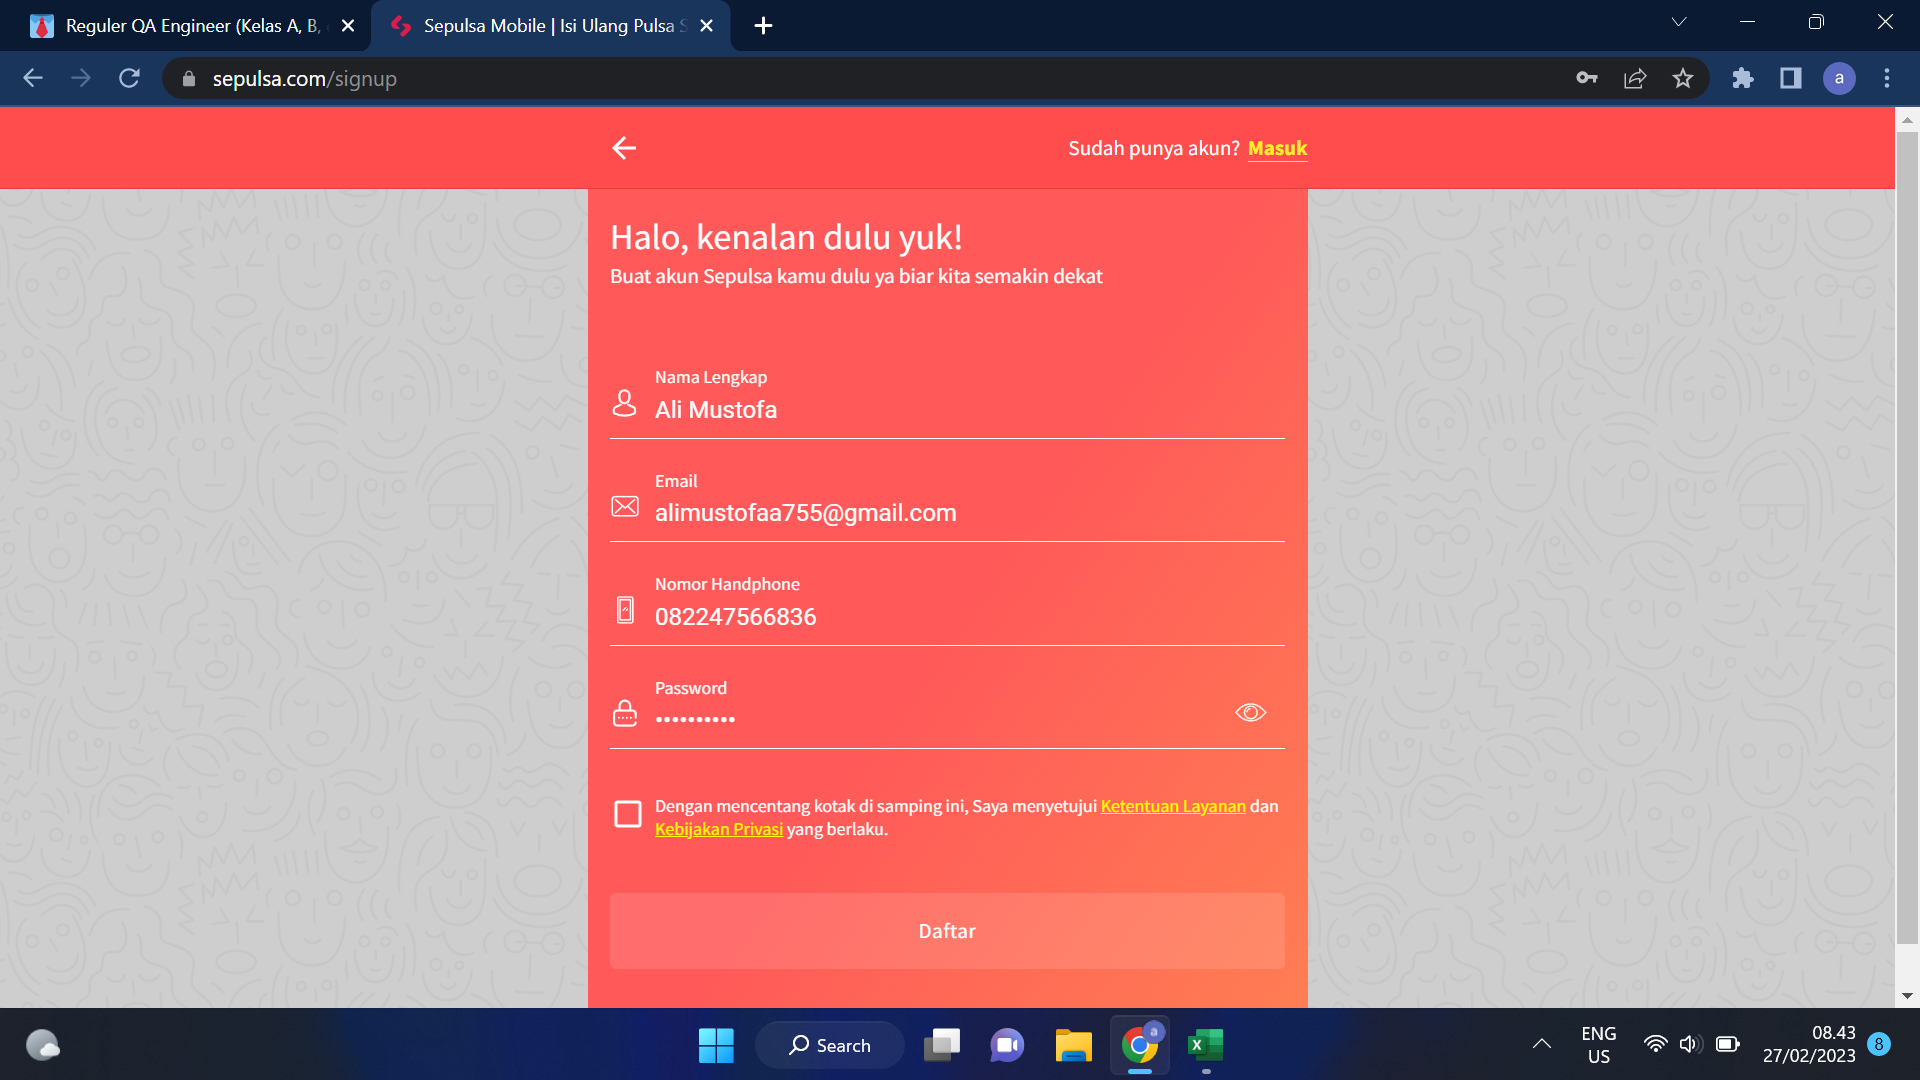 Reguler QA Engineer (Kelas A, B,
Sepulsa Mobile | Isi Ulang Pulsa S
sepulsa.com/signup
a
Sudah punya akun? Masuk
Halo, kenalan dulu yuk!
Buat akun Sepulsa kamu dulu ya biar kita semakin dekat
Nama Lengkap
Ali Mustofa
Email
alimustofaa755@gmail.com
Nomor Handphone
082247566836
Password
••••••••••
Dengan mencentang kotak di samping ini, Saya menyetujui Ketentuan Layanan dan
Kebijakan Privasi yang berlaku.
Daftar
Search
a
X
ENG
US
08.43
27/02/2023
8